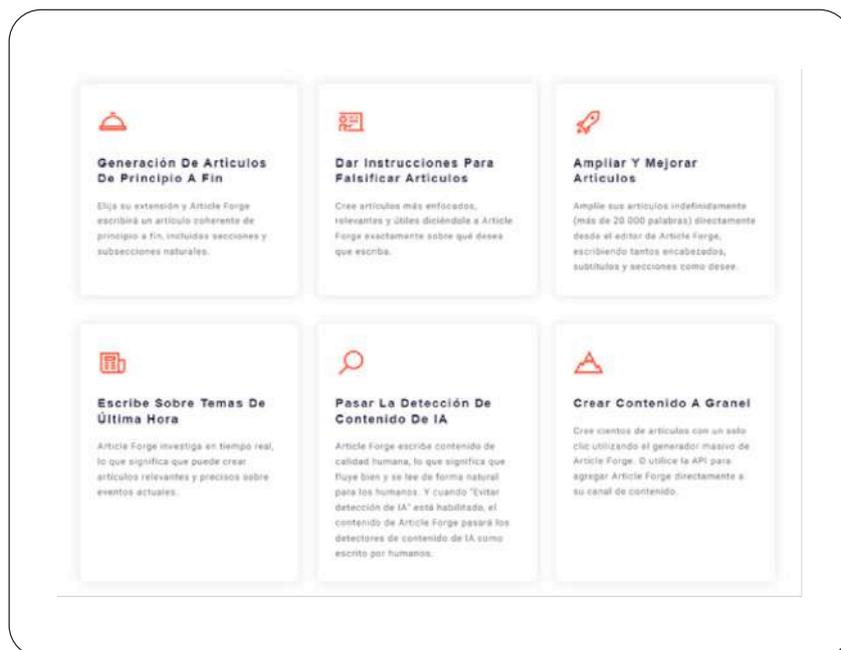 Generación De Artículos
De Principio A Fin
Elija su extensión y Article Forge
escribirá un artículo coherente de
principio a fin, incluidas secciones y
subsecciones naturales.
Dar Instrucciones Para
Falsificar Artículos
Cree artículos más enfocados,
relevantes y útiles diciéndole a Article
Forge exactamente sobre qué desea
que escriba.
Ampliar Y Mejorar
Artículos
Amplíe sus artículos indefinidamente
(más de 20 000 palabras) directamente
desde el editor de Article Forge,
escribiendo tantos encabezados,
subtítulos y secciones como desee.
Escribe Sobre Temas De
Última Hora
Article Forge investiga en tiempo real,
lo que significa que puede crear
artículos relevantes y precisos sobre
eventos actuales.
Pasar La Detección De
Contenido De IA
Article Forge escribe contenido de
calidad humana, lo que significa que
fluye bien y se lee de forma natural
para los humanos. Y cuando "Evitar
detección de IA" está habilitada, el
contenido de Article Forge pasará los
detectores de contenido de IA como
escrito por humanos.
Crear Contenido A Granel
Cree cientos de artículos con un solo
clic utilizando el generador masivo de
Article Forge. O utilice la API para
agregar Article Forge directamente a
su canal de contenido.